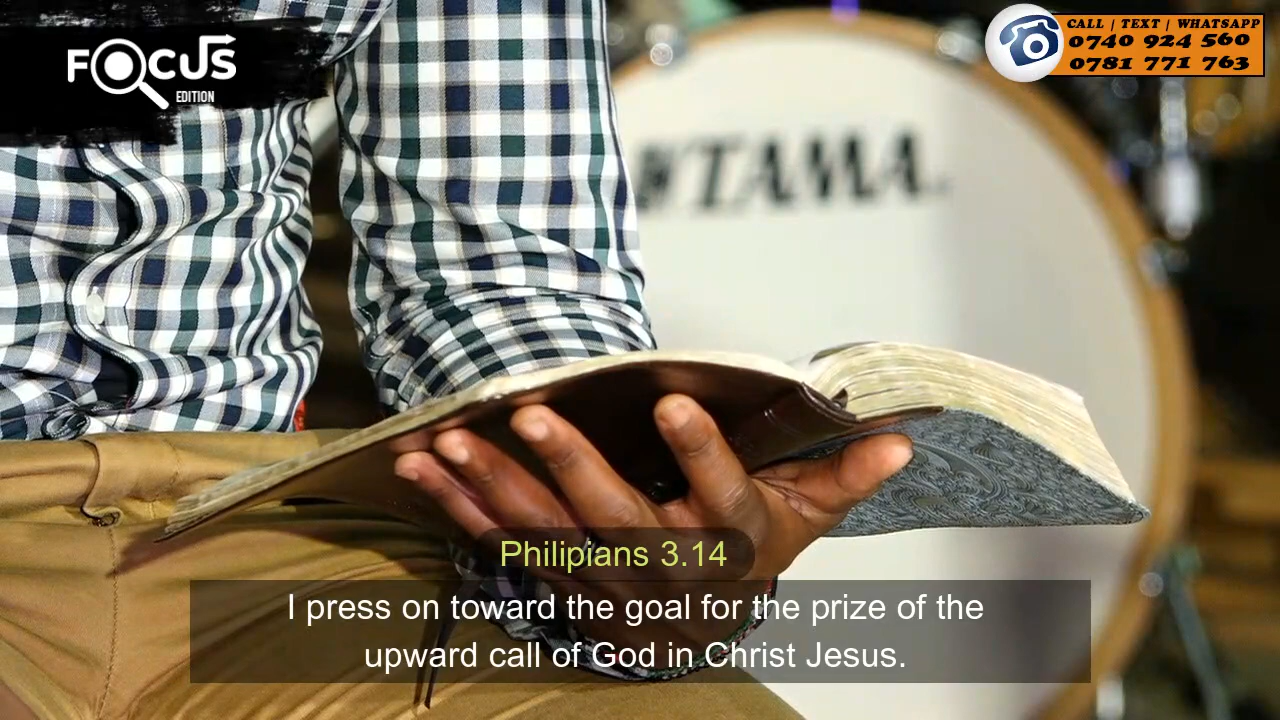 FOCUS
EDITION
CALL | TEXT | WHATSAPP
0740 924 560
0781 771 763
TAMA
Philipians 3.14
I press on toward the goal for the prize of the
upward call of God in Christ Jesus.